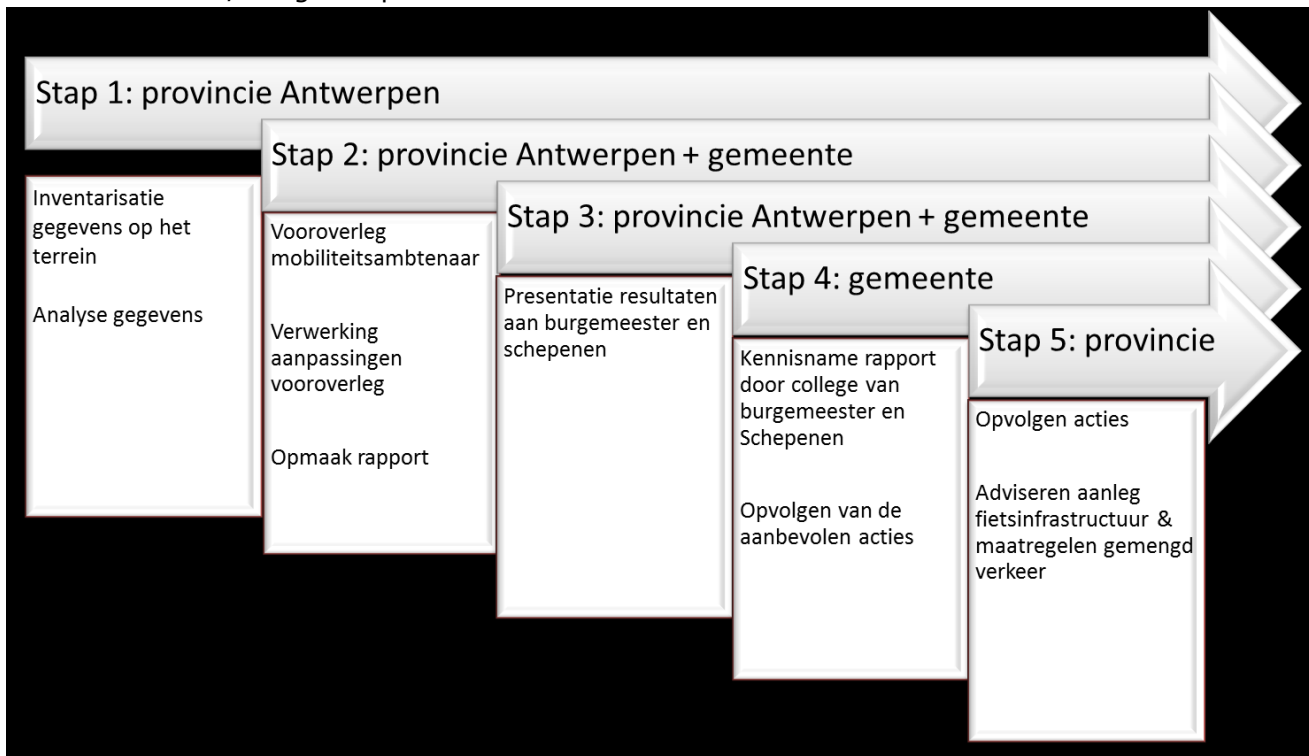 Stap 1: provincie Antwerpen
Inventarisatie
gegevens op het
terrein
Analyse gegevens
Stap 2: provincie Antwerpen + gemeente
Vooroverleg
mobiliteitsambtenaar
Verwerking
aanpassingen
vooroverleg
Opmaak rapport
Stap 3: provincie Antwerpen + gemeente
Presentatie resultaten
aan burgemeester en
schepenen
Stap 4: gemeente
Kennisname rapport
door college van
burgemeester en
Schepenen
Opvolgen van de
aanbevolen acties
Stap 5: provincie
Opvolgen acties
Adviseren aanleg
fietsinfrastructuur &
maatregelen gemengd
verkeer